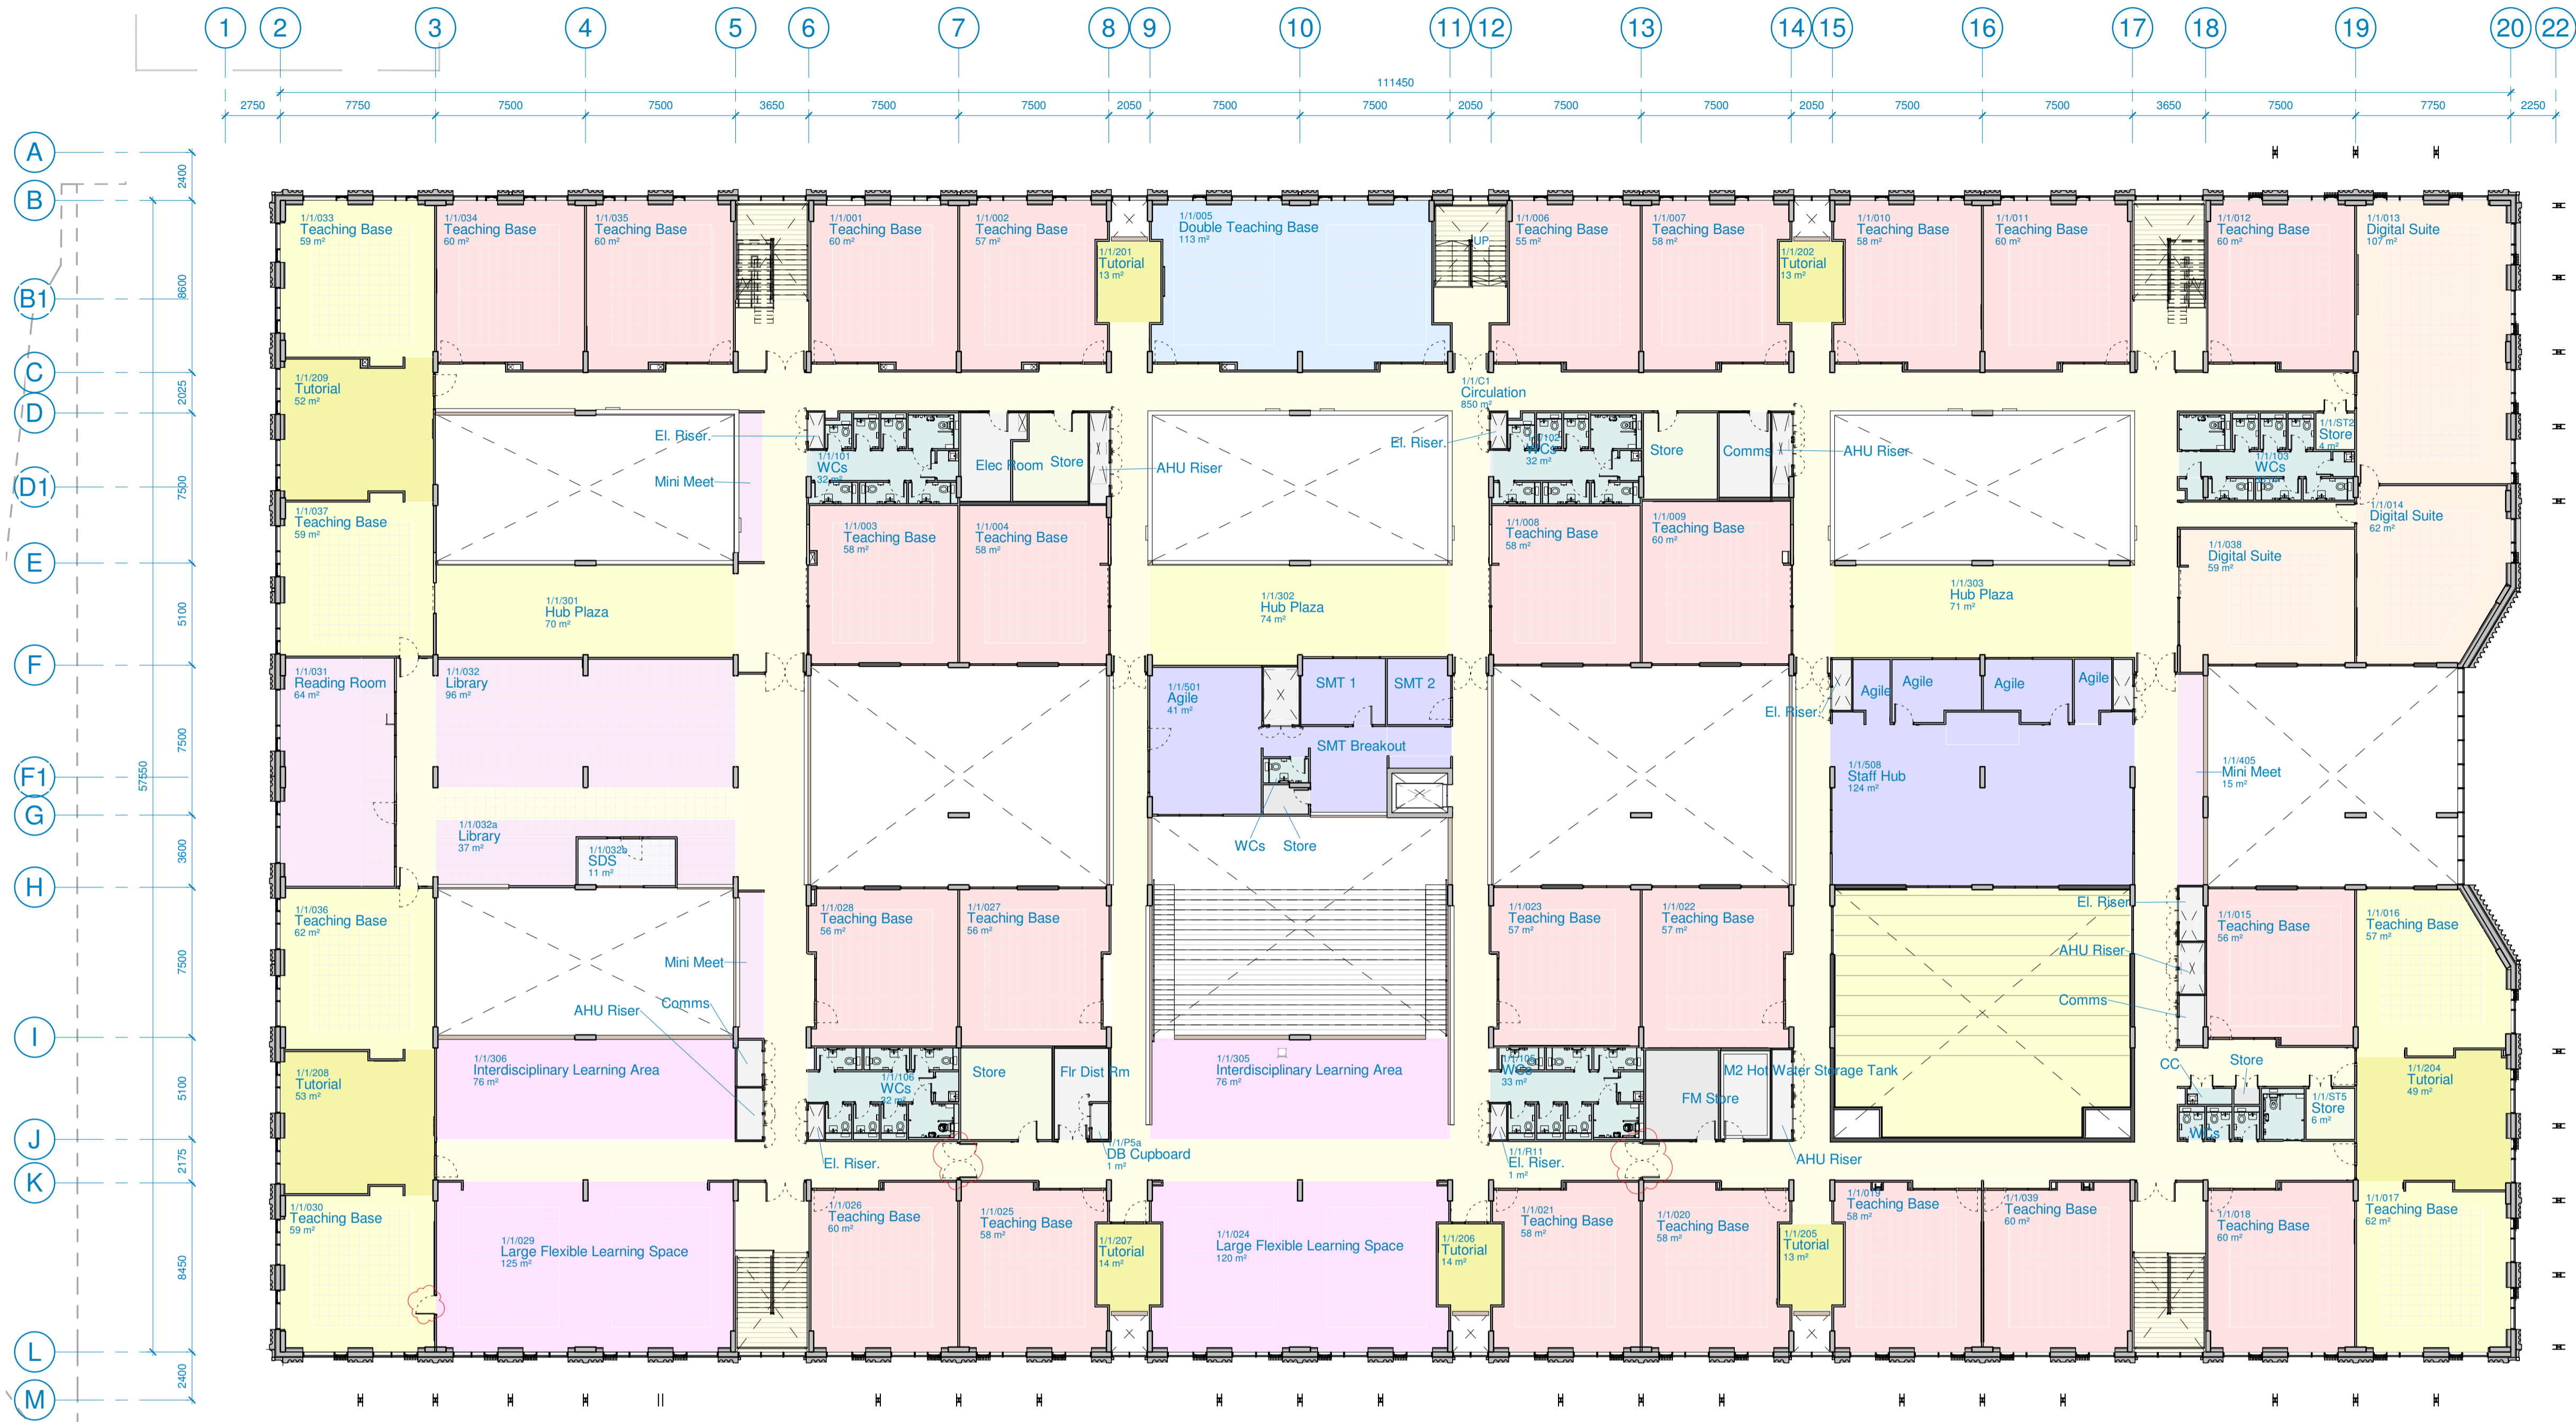 1 2 3 4 5 6 7 8 9 10 11 12 13 14 15 16 17 18 19 20 22
111450
2750 7750 7500 7500 3650 7500 7500 2050 7500 7500 2050 7500 7500 2050 7500 7500 3650 7500 7750 2250
A
2400
B
8600
B1
C
2025
D
7500
D1
E
5100
F
7500
F1
57550
G
3600
H
7500
I
5100
J
2175
K
8450
L
2400
M
1/1/033
Teaching Base
59 m²
1/1/034
Teaching Base
60 m²
1/1/035
Teaching Base
60 m²
1/1/001
Teaching Base
60 m²
1/1/002
Teaching Base
57 m²
1/1/201
Tutorial
13 m²
1/1/005
Double Teaching Base
113 m²
UP
1/1/006
Teaching Base
55 m²
1/1/007
Teaching Base
58 m²
1/1/202
Tutorial
13 m²
1/1/010
Teaching Base
58 m²
1/1/011
Teaching Base
60 m²
1/1/012
Teaching Base
60 m²
1/1/013
Digital Suite
107 m²
1/1/209
Tutorial
52 m²
1/1/C1
Circulation
850 m²
El. Riser.
Mini Meet
1/1/101
WCs
32 m²
Elec Room
Store
AHU Riser
El. Riser.
1/1/102
WCs
32 m²
Store
Comms
AHU Riser
1/1/ST2
Store
4 m²
1/1/103
WCs
1/1/037
Teaching Base
59 m²
1/1/003
Teaching Base
58 m²
1/1/004
Teaching Base
58 m²
1/1/008
Teaching Base
58 m²
1/1/009
Teaching Base
60 m²
1/1/014
Digital Suite
62 m²
1/1/038
Digital Suite
59 m²
1/1/301
Hub Plaza
70 m²
1/1/302
Hub Plaza
74 m²
1/1/303
Hub Plaza
71 m²
1/1/031
Reading Room
64 m²
1/1/032
Library
96 m²
1/1/501
Agile
41 m²
SMT 1
SMT 2
SMT Breakout
El. Riser.
Agile
Agile
Agile
Agile
1/1/508
Staff Hub
124 m²
1/1/405
Mini Meet
15 m²
1/1/032a
Library
37 m²
1/1/032b
SDS
11 m²
WCs
Store
1/1/036
Teaching Base
62 m²
Mini Meet
Comms
AHU Riser
1/1/028
Teaching Base
56 m²
1/1/027
Teaching Base
56 m²
1/1/023
Teaching Base
57 m²
1/1/022
Teaching Base
57 m²
El. Riser
AHU Riser
Comms
1/1/015
Teaching Base
56 m²
1/1/016
Teaching Base
57 m²
1/1/208
Tutorial
53 m²
1/1/306
Interdisciplinary Learning Area
76 m²
1/1/106
WCs
32 m²
Store
Flr Dist Rm
1/1/P5a
DB Cupboard
1 m²
El. Riser.
1/1/305
Interdisciplinary Learning Area
76 m²
1/1/105
WCs
33 m²
FM Store
M2 Hot Water Storage Tank
1/1/R11
El. Riser.
1 m²
AHU Riser
CC
Store
WCs
1/1/ST5
Store
6 m²
1/1/204
Tutorial
49 m²
1/1/030
Teaching Base
59 m²
1/1/029
Large Flexible Learning Space
125 m²
1/1/026
Teaching Base
60 m²
1/1/025
Teaching Base
58 m²
1/1/207
Tutorial
14 m²
1/1/024
Large Flexible Learning Space
120 m²
1/1/206
Tutorial
14 m²
1/1/021
Teaching Base
58 m²
1/1/020
Teaching Base
58 m²
1/1/205
Tutorial
13 m²
1/1/019
Teaching Base
58 m²
1/1/039
Teaching Base
60 m²
1/1/018
Teaching Base
60 m²
1/1/017
Teaching Base
62 m²